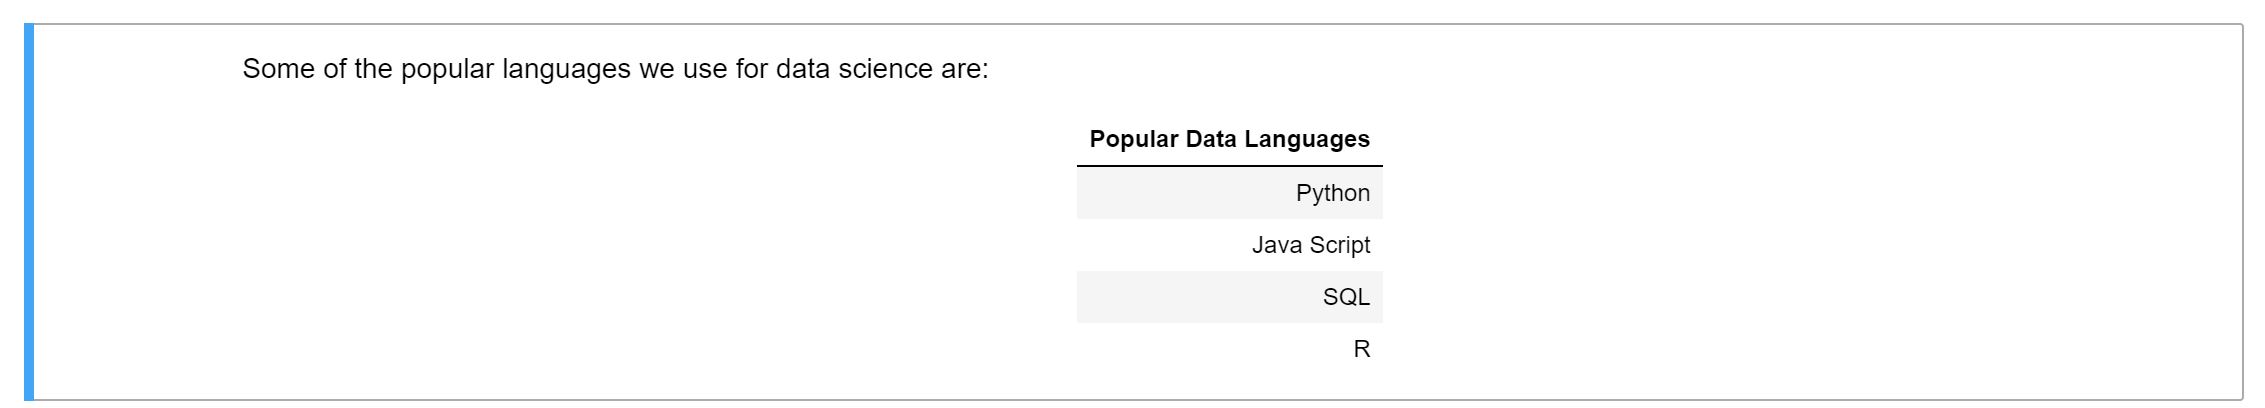 Some of the popular languages we use for data science are:
Popular Data Languages
Python
Java Script
SQL
R